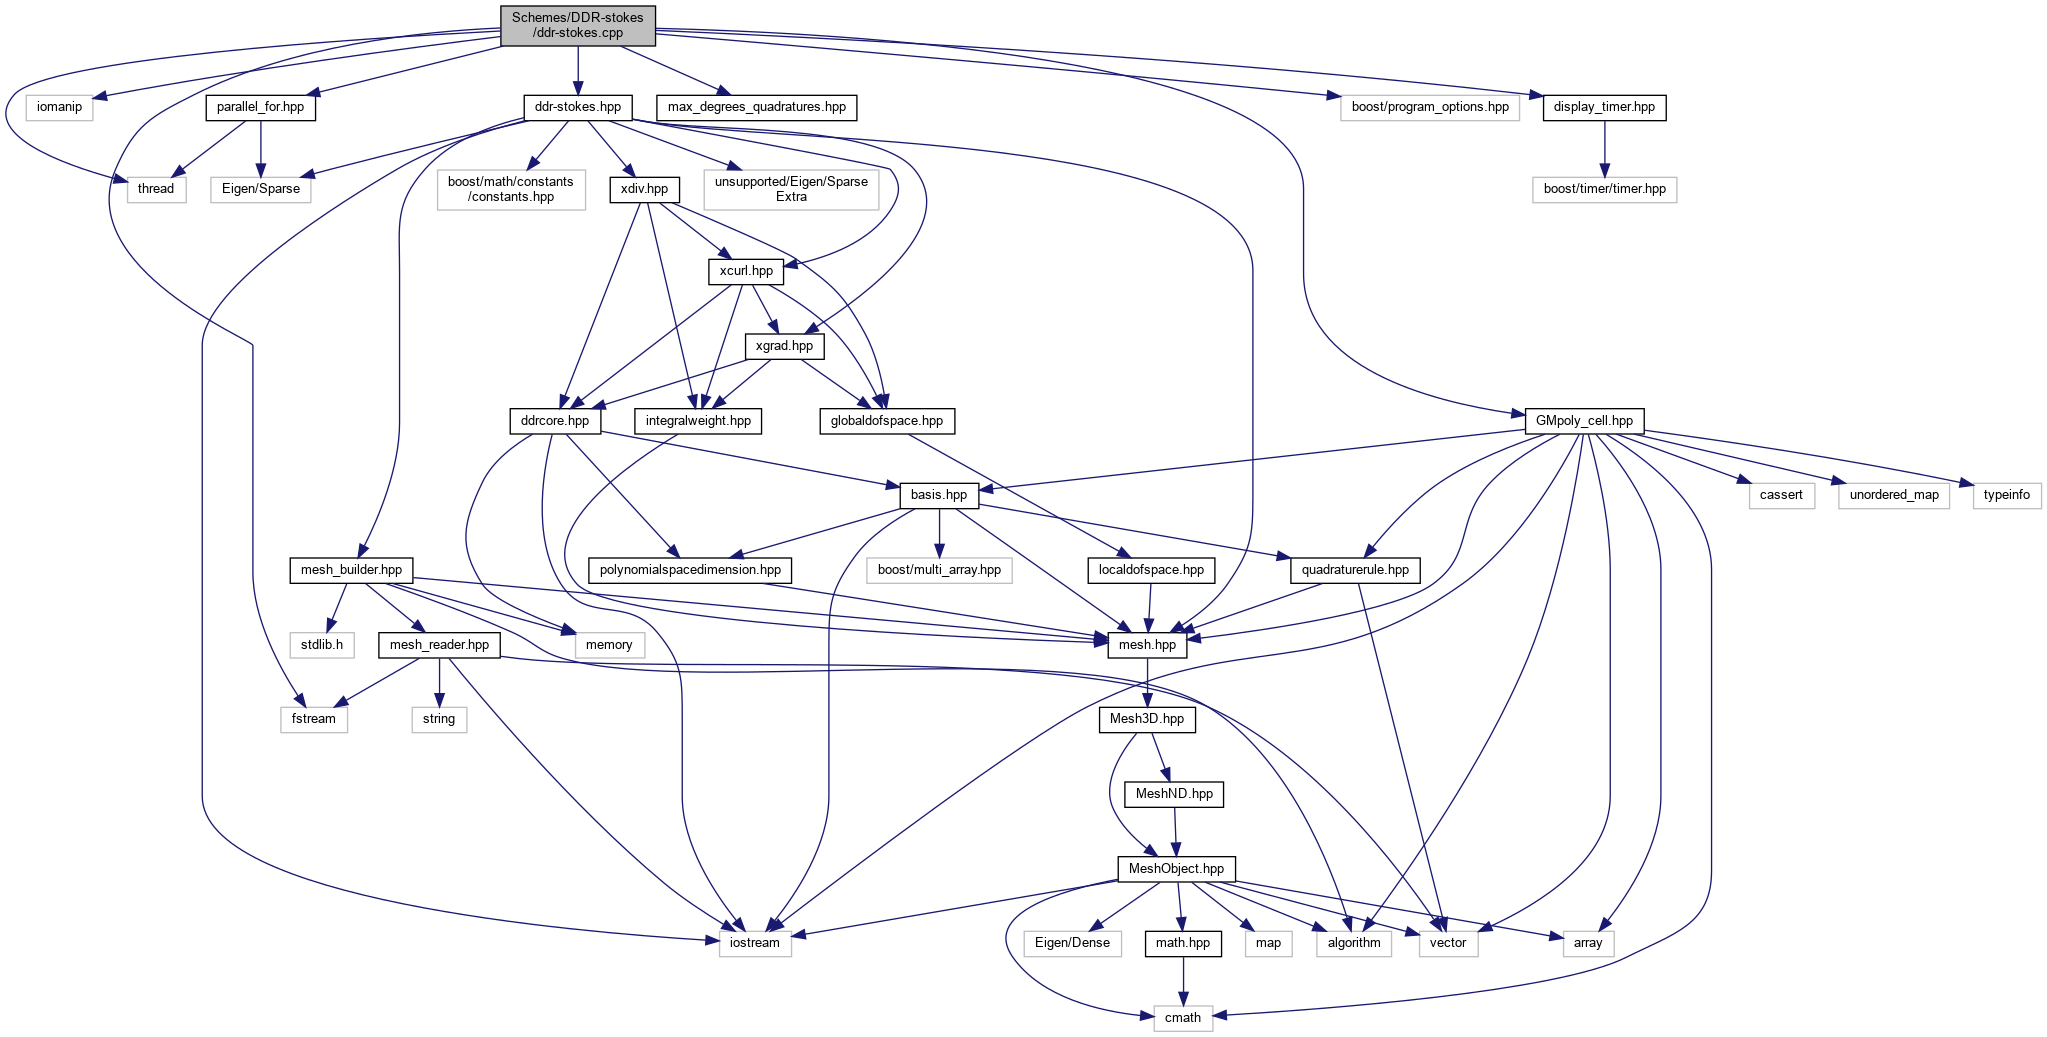 Schemes/DDR-stokes
/ddr-stokes.cpp
iomanip
parallel_for.hpp
ddr-stokes.hpp
max_degrees_quadratures.hpp
boost/program_options.hpp
display_timer.hpp
thread
Eigen/Sparse
boost/math/constants
/constants.hpp
xdiv.hpp
unsupported/Eigen/Sparse
Extra
boost/timer/timer.hpp
xcurl.hpp
xgrad.hpp
ddrcore.hpp
integralweight.hpp
globaldofspace.hpp
GMpoly_cell.hpp
basis.hpp
cassert
unordered_map
typeinfo
mesh_builder.hpp
polynomialspacedimension.hpp
boost/multi_array.hpp
localdofspace.hpp
quadraturerule.hpp
stdlib.h
mesh_reader.hpp
memory
mesh.hpp
fstream
string
Mesh3D.hpp
MeshND.hpp
MeshObject.hpp
iostream
Eigen/Dense
math.hpp
map
algorithm
vector
array
cmath